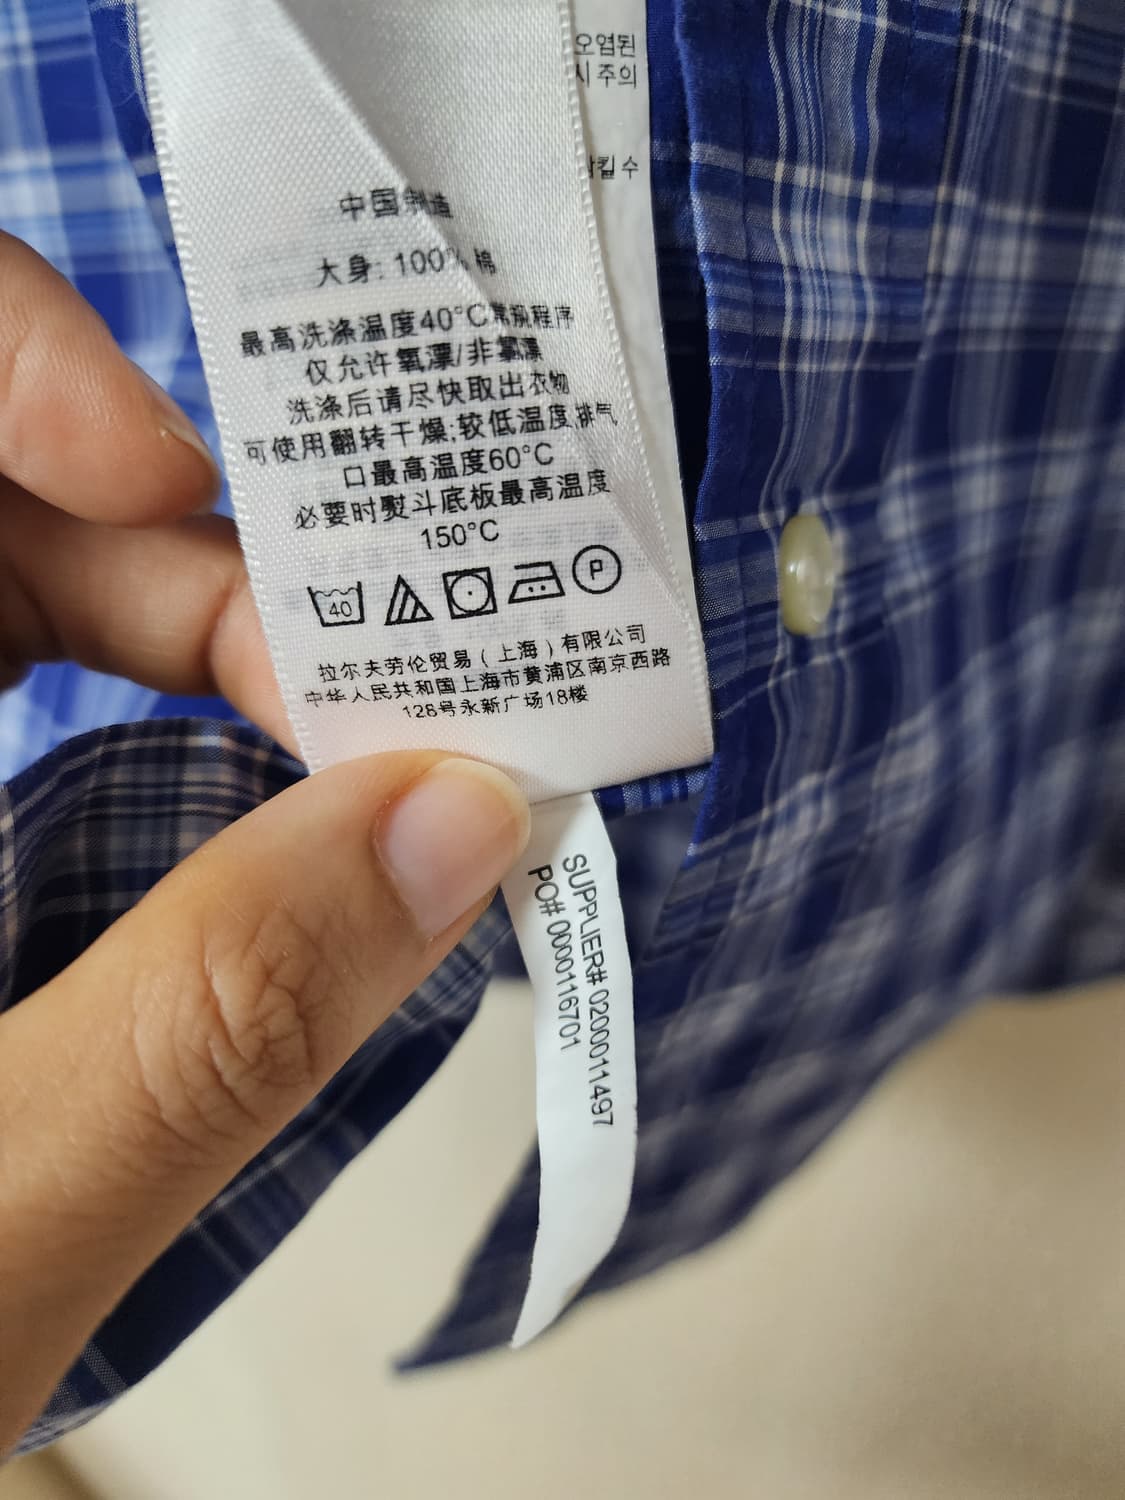 오염된
시 주의
킬 수
中国制造
大身: 100% 棉
最高洗涤温度40°C常规程序
仅允许氧漂/非氯漂
洗涤后请尽快取出衣物
可使用翻转干燥;较低温度,排气
口最高温度60°C
必要时熨斗底板最高温度
150°C
40
P
拉尔夫劳伦贸易（上海）有限公司
中华人民共和国上海市黄浦区南京西路
128号永新广场18楼
SUPPLIER# 0200011497
PO# 0000116701